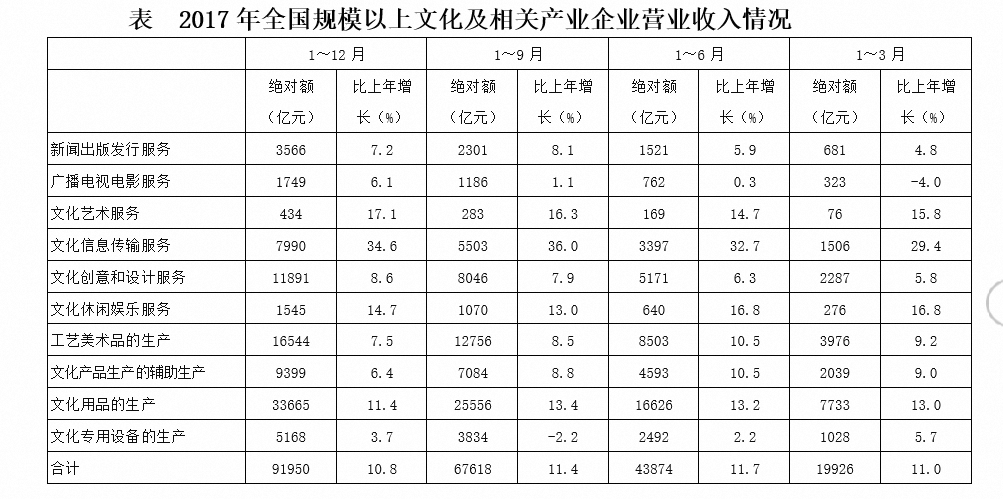 表 2017年全国规模以上文化及相关产业企业营业收入情况
1～12月 1～9月 1～6月 1～3月
绝对额 比上年增 绝对额 比上年增 绝对额 比上年增 绝对额 比上年增
（亿元） 长（%） （亿元） 长（%） （亿元） 长（%） （亿元） 长（%）
新闻出版发行服务 3566 7.2 2301 8.1 1521 5.9 681 4.8
广播电视电影服务 1749 6.1 1186 1.1 762 0.3 323 -4.0
文化艺术服务 434 17.1 283 16.3 169 14.7 76 15.8
文化信息传输服务 7990 34.6 5503 36.0 3397 32.7 1506 29.4
文化创意和设计服务 11891 8.6 8046 7.9 5171 6.3 2287 5.8
文化休闲娱乐服务 1545 14.7 1070 13.0 640 16.8 276 16.8
工艺美术品的生产 16544 7.5 12756 8.5 8503 10.5 3976 9.2
文化产品生产的辅助生产 9399 6.4 7084 8.8 4593 10.5 2039 9.0
文化用品的生产 33665 11.4 25556 13.4 16626 13.2 7733 13.0
文化专用设备的生产 5168 3.7 3834 -2.2 2492 2.2 1028 5.7
合计 91950 10.8 67618 11.4 43874 11.7 19926 11.0